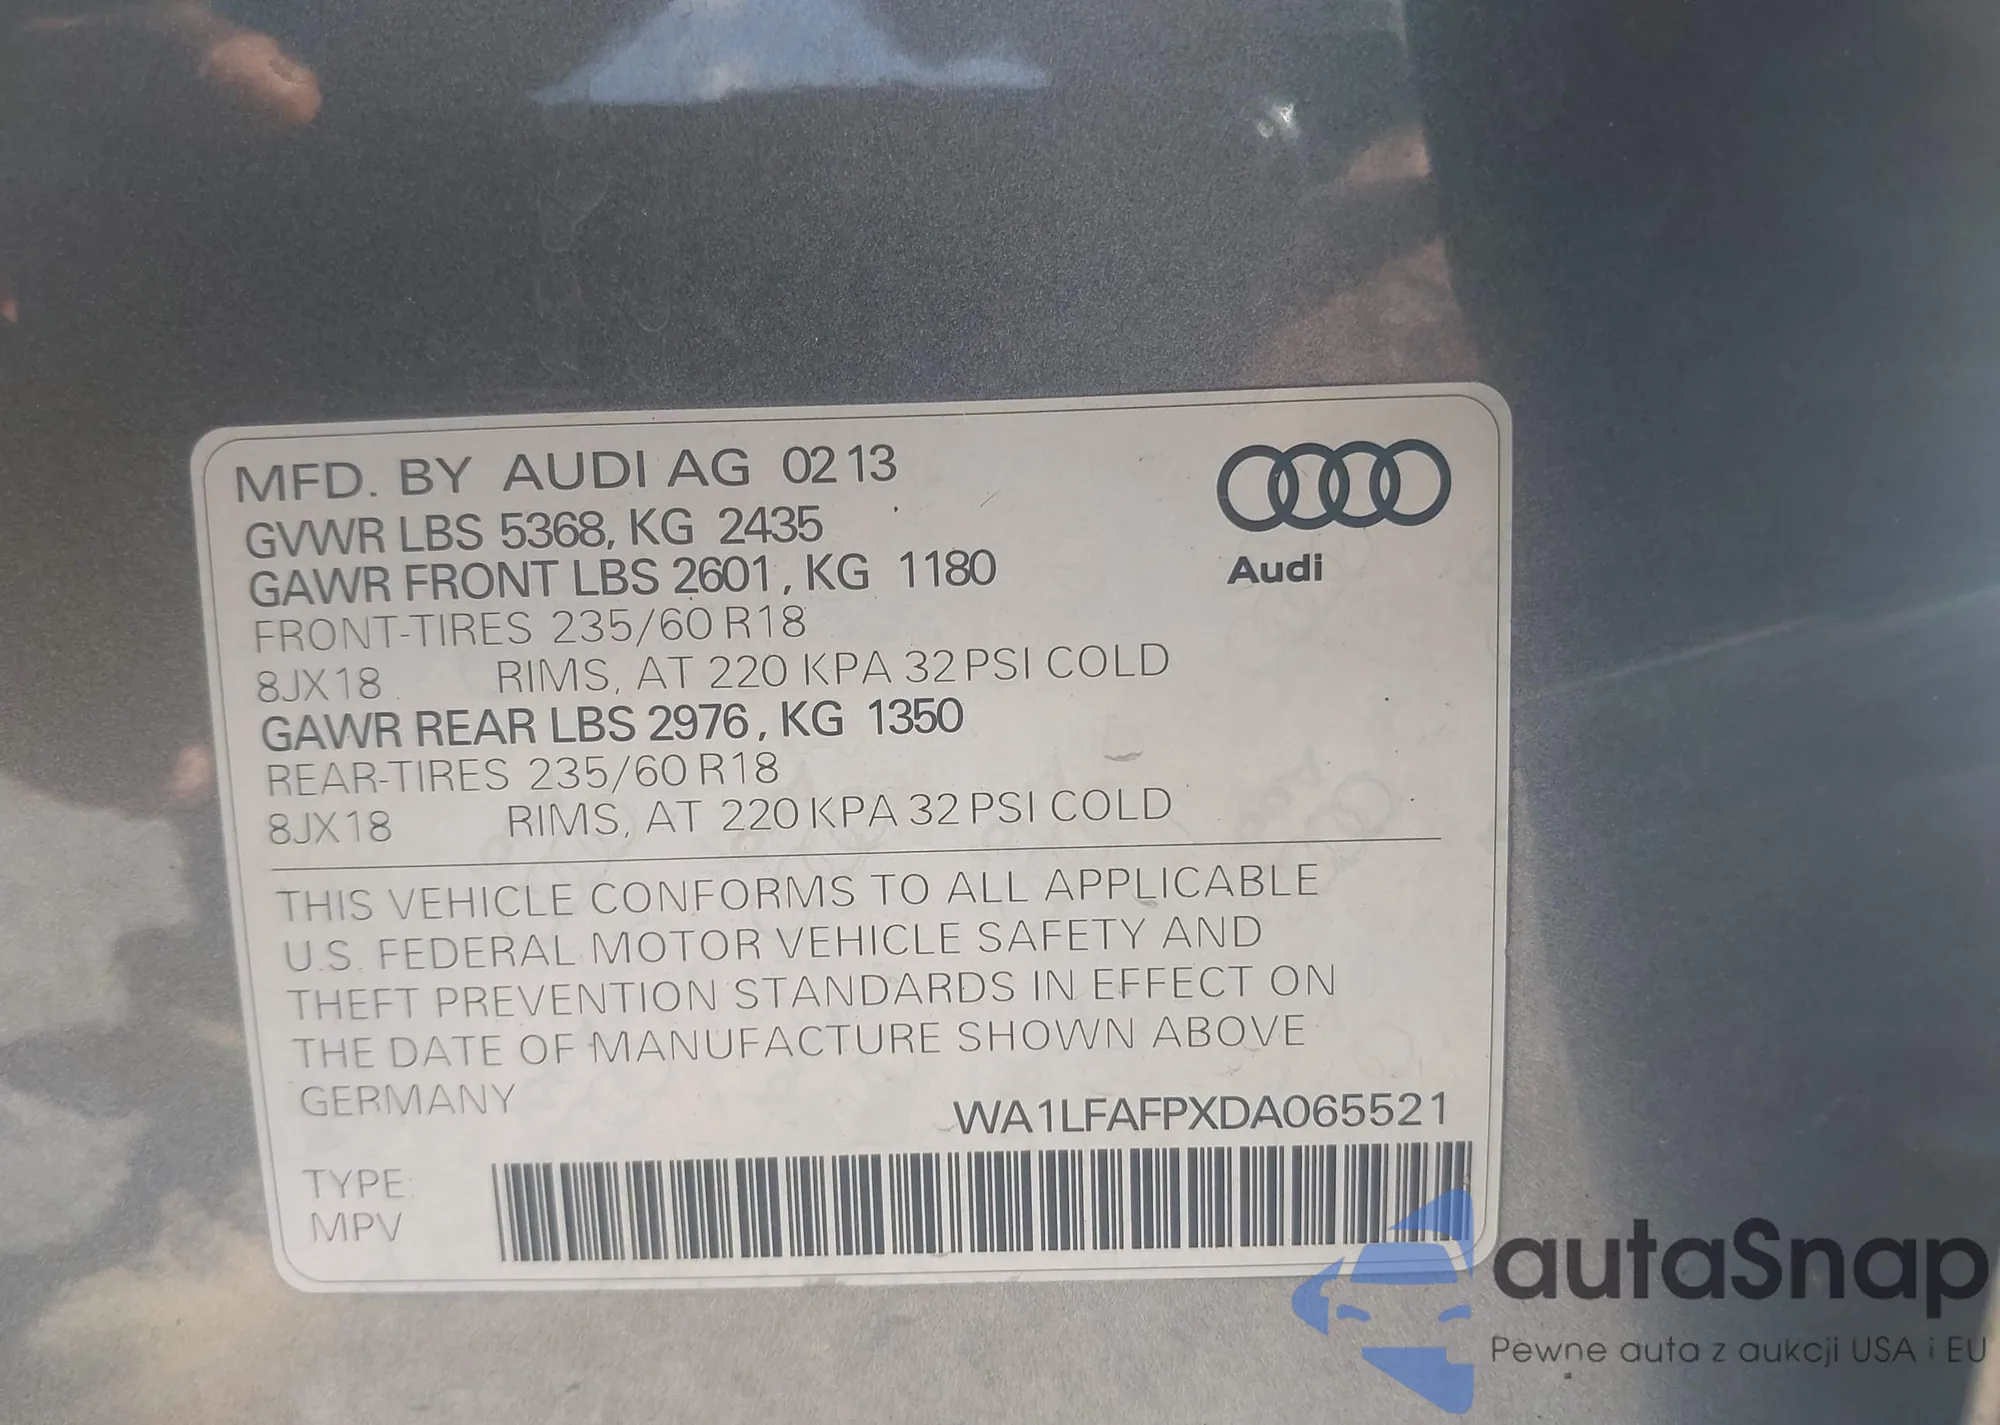 MFD. BY AUDI AG 02 13
GVWR LBS 5368, KG 2435
GAWR FRONT LBS 2601, KG 1180
FRONT-TIRES 235/60 R18
8JX18 RIMS, AT 220 KPA 32 PSI COLD
GAWR REAR LBS 2976, KG 1350
REAR-TIRES 235/60 R18
8JX18 RIMS, AT 220 KPA 32 PSI COLD
Audi
THIS VEHICLE CONFORMS TO ALL APPLICABLE
U.S. FEDERAL MOTOR VEHICLE SAFETY AND
THEFT PREVENTION STANDARDS IN EFFECT ON
THE DATE OF MANUFACTURE SHOWN ABOVE
GERMANY
WA1LFAFPXDA065521
TYPE:
MPV
autaSnap
Pewne auta z aukcji USA i EU